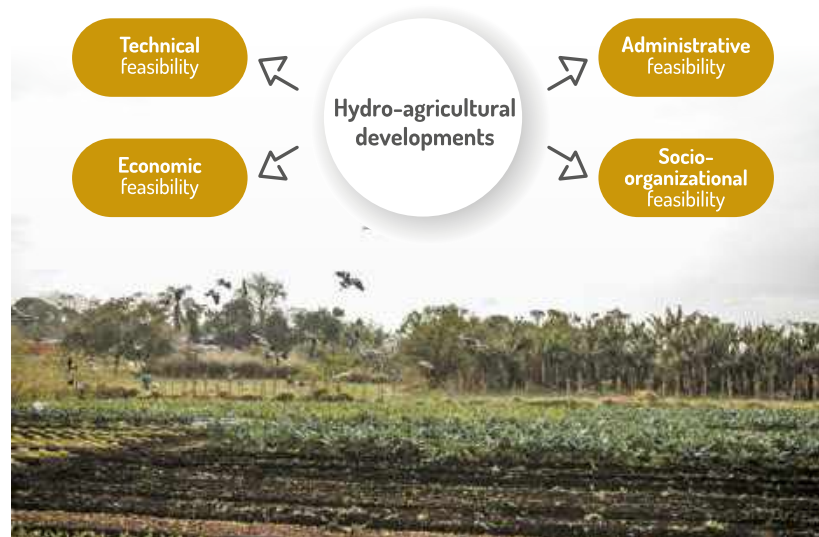 Technical
feasibility
Hydro-agricultural
developments
Administrative
feasibility
Economic
feasibility
Socio-
organizational
feasibility